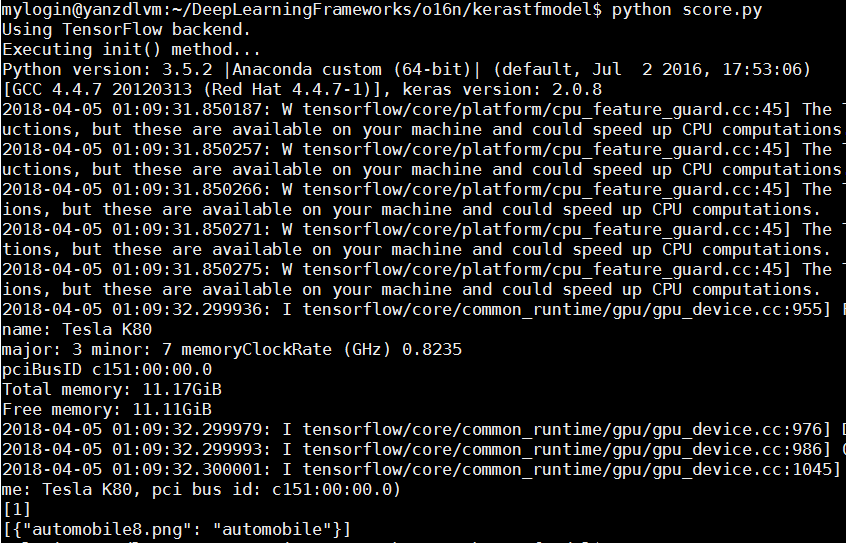 mylogin@yanzdlvm:~/DeepLearningFrameworks/o16n/kerastfmodel$ python score.py
Using TensorFlow backend.
Executing init() method...
Python version: 3.5.2 |Anaconda custom (64-bit)| (default, Jul  2 2016, 17:53:06)
[GCC 4.4.7 20120313 (Red Hat 4.4.7-1)], keras version: 2.0.8
2018-04-05 01:09:31.850187: W tensorflow/core/platform/cpu_feature_guard.cc:45] The
uctions, but these are available on your machine and could speed up CPU computations
2018-04-05 01:09:31.850257: W tensorflow/core/platform/cpu_feature_guard.cc:45] The
uctions, but these are available on your machine and could speed up CPU computations
2018-04-05 01:09:31.850266: W tensorflow/core/platform/cpu_feature_guard.cc:45] The
ions, but these are available on your machine and could speed up CPU computations.
2018-04-05 01:09:31.850271: W tensorflow/core/platform/cpu_feature_guard.cc:45] The
tions, but these are available on your machine and could speed up CPU computations.
2018-04-05 01:09:31.850275: W tensorflow/core/platform/cpu_feature_guard.cc:45] The
ions, but these are available on your machine and could speed up CPU computations.
2018-04-05 01:09:32.299936: I tensorflow/core/common_runtime/gpu/gpu_device.cc:955]
name: Tesla K80
major: 3 minor: 7 memoryClockRate (GHz) 0.8235
pciBusID c151:00:00.0
Total memory: 11.17GiB
Free memory: 11.11GiB
2018-04-05 01:09:32.299979: I tensorflow/core/common_runtime/gpu/gpu_device.cc:976]
2018-04-05 01:09:32.299993: I tensorflow/core/common_runtime/gpu/gpu_device.cc:986]
2018-04-05 01:09:32.300001: I tensorflow/core/common_runtime/gpu/gpu_device.cc:1045]
me: Tesla K80, pci bus id: c151:00:00.0)
[1]
[{"automobile8.png": "automobile"}]